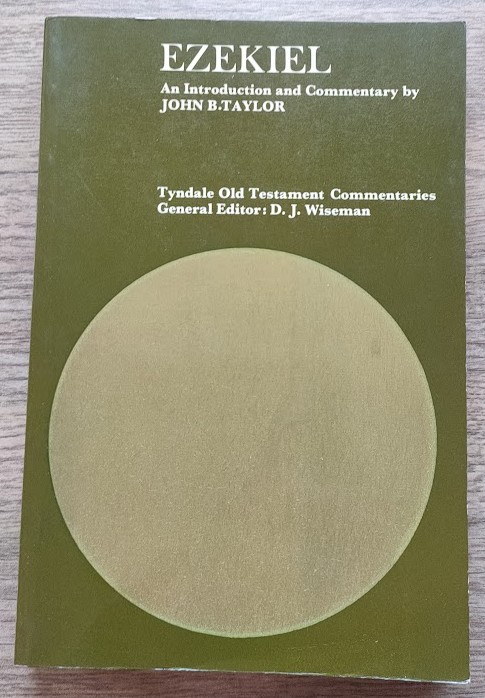 EZEKIEL
An Introduction and Commentary by
JOHN B.TAYLOR
Tyndale Old Testament Commentaries
General Editor: D. J. Wiseman